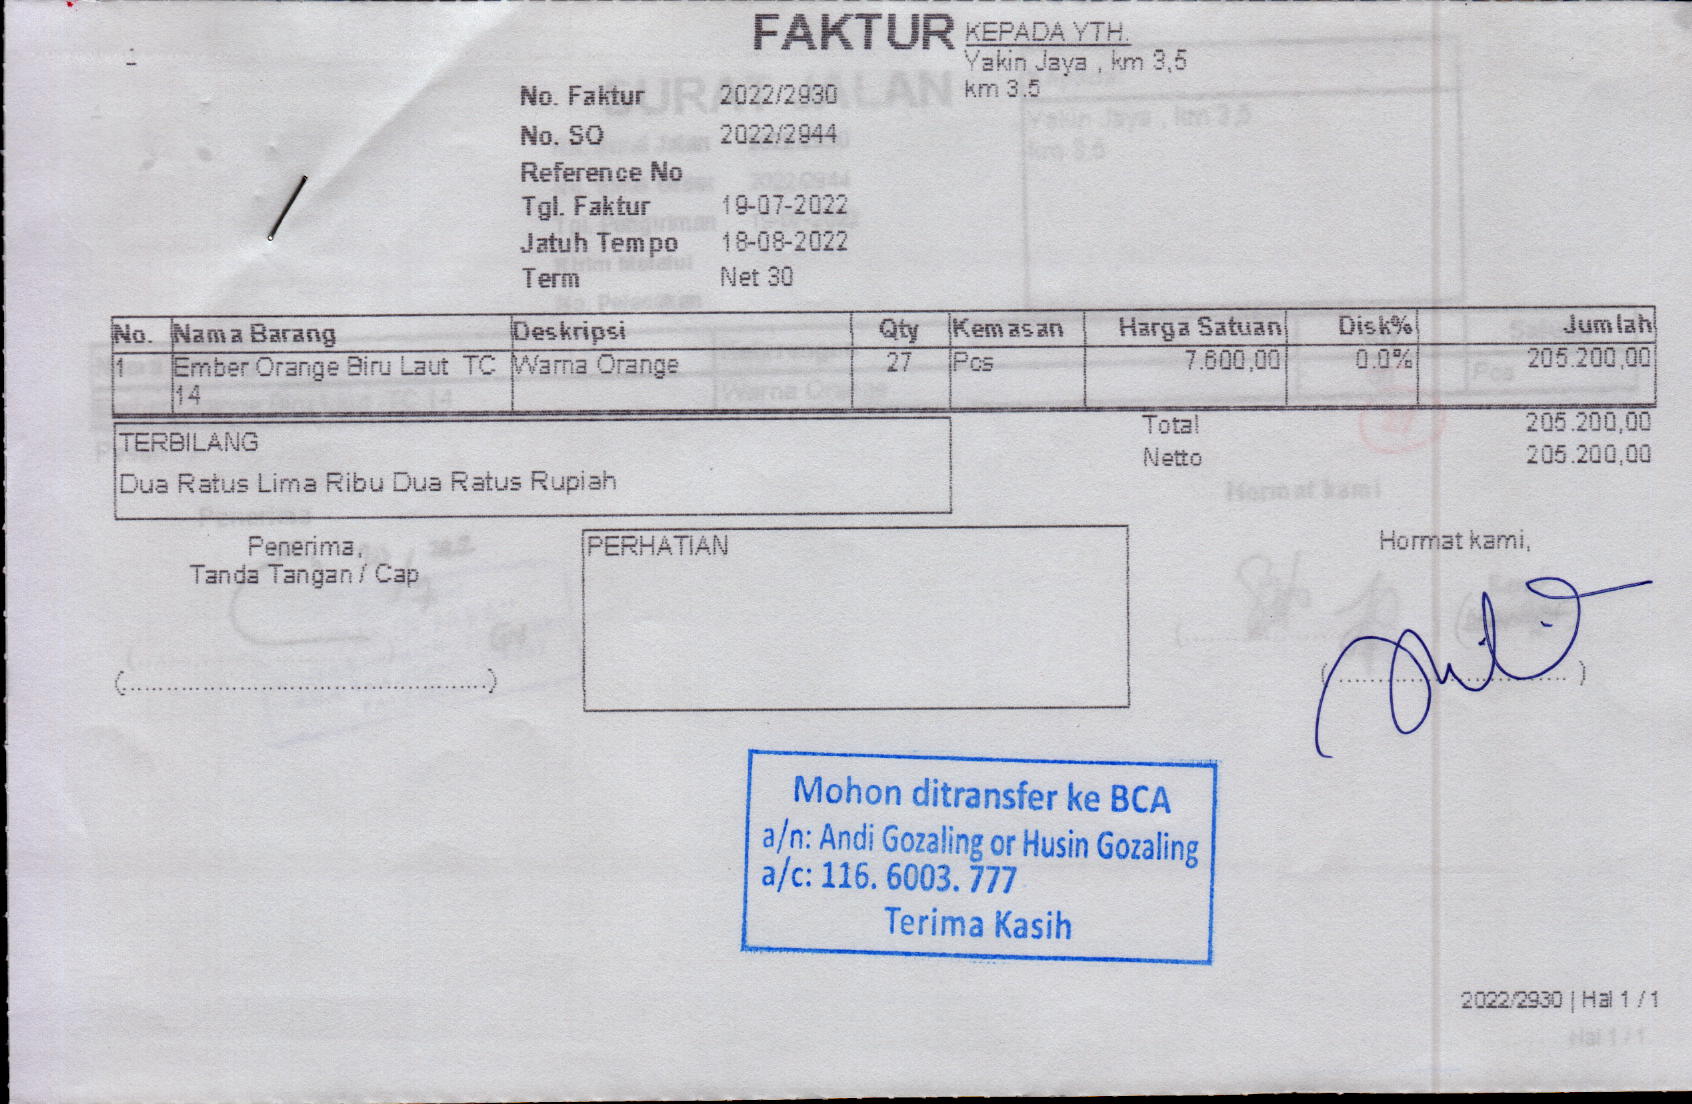 FAKTUR
KEPADA YTH.
Yakin Jaya , km 3,5
km 3.5
No. Faktur 2022/2930
No. SO 2022/2944
Reference No
Tgl. Faktur 19-07-2022
Jatuh Tempo 18-08-2022
Term Net 30
No. Nama Barang Deskripsi Qty Kemasan Harga Satuan Disk% Jumlah
1 Ember Orange Biru Laut TC Warna Orange 27 Pcs 7.600,00 0.0% 205.200,00
14
Total 205.200,00
TERBILANG
Netto 205.200,00
Dua Ratus Lima Ribu Dua Ratus Rupiah
Penerima,
Tanda Tangan / Cap
PERHATIAN
Hormat kami,
(................................................)
(.............................. )
Mohon ditransfer ke BCA
a/n: Andi Gozaling or Husin Gozaling
a/c: 116. 6003. 777
Terima Kasih
2022/2930 | Hal 1 / 1